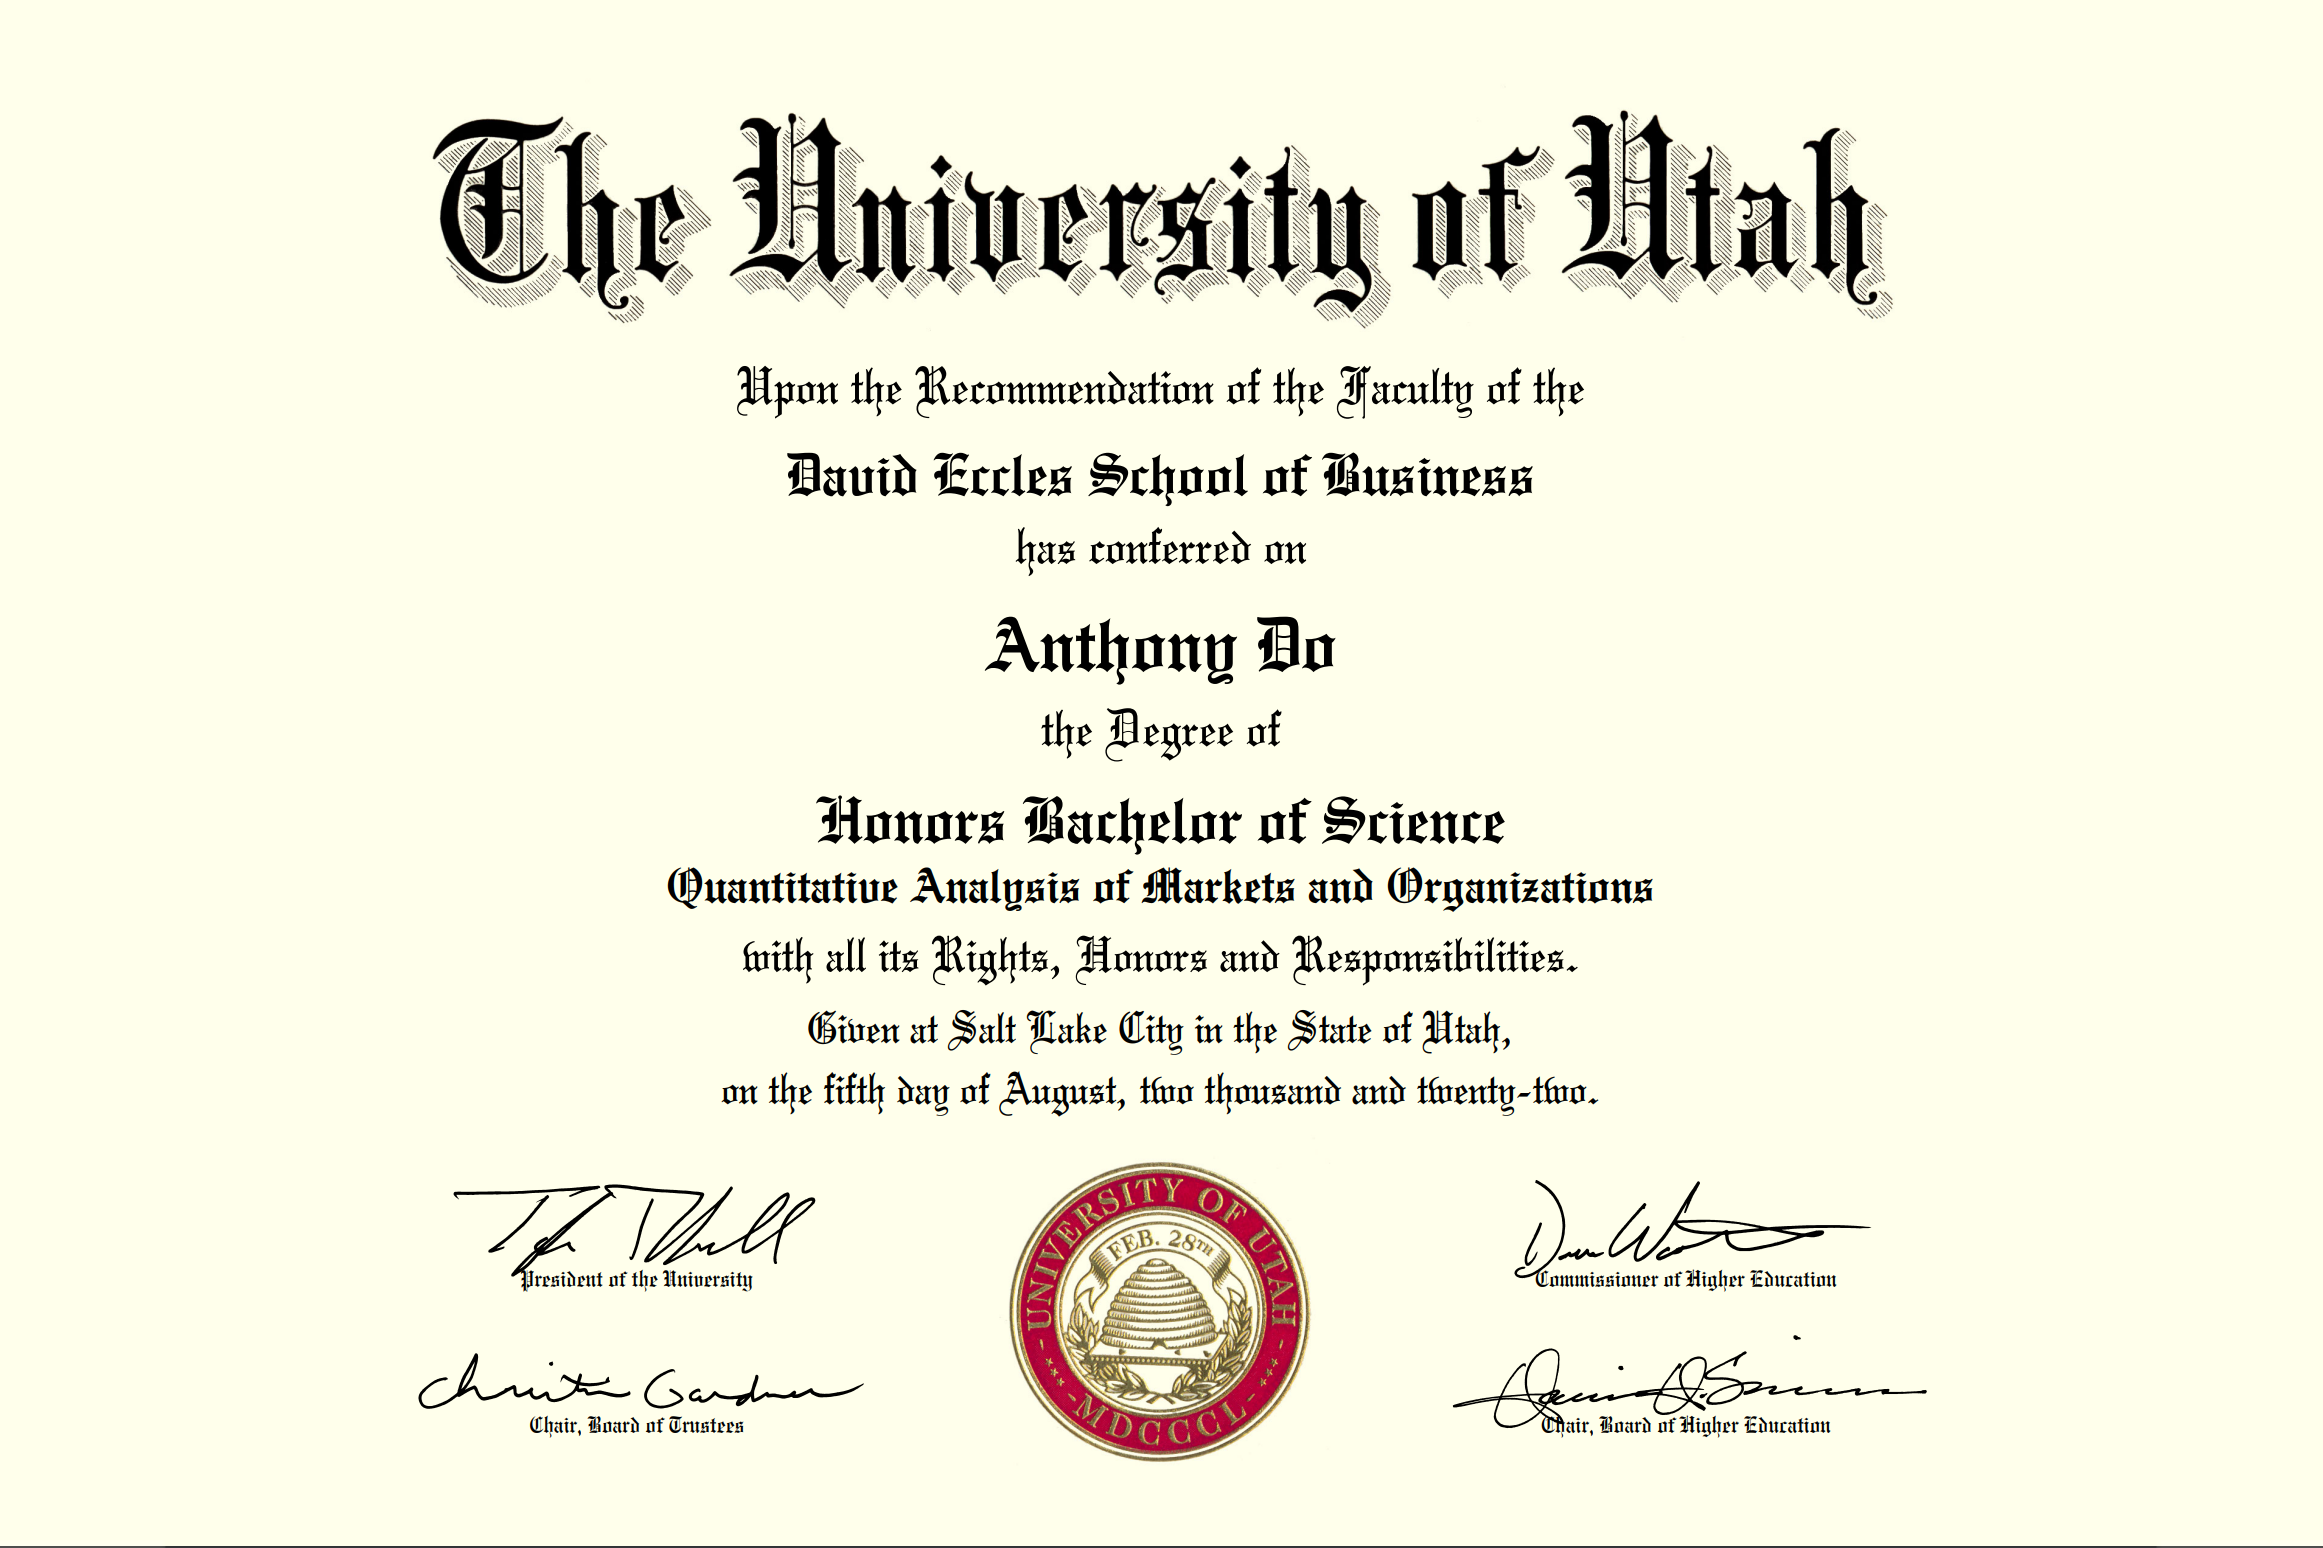 The University of Utah
Upon the Recommendation of the Faculty of the
David Eccles School of Business
has conferred on
Anthony Do
the Degree of
Honors Bachelor of Science
Quantitative Analysis of Markets and Organizations
with all its Rights, Honors and Responsibilities.
Given at Salt Lake City in the State of Utah,
on the fifth day of August, two thousand and twenty-two.
President of the University
Commissioner of Higher Education
UNIVERSITY OF UTAH
FEB. 28TH
- MDCCCL -
Christian Gardner
Chair, Board of Trustees
Chair, Board of Higher Education